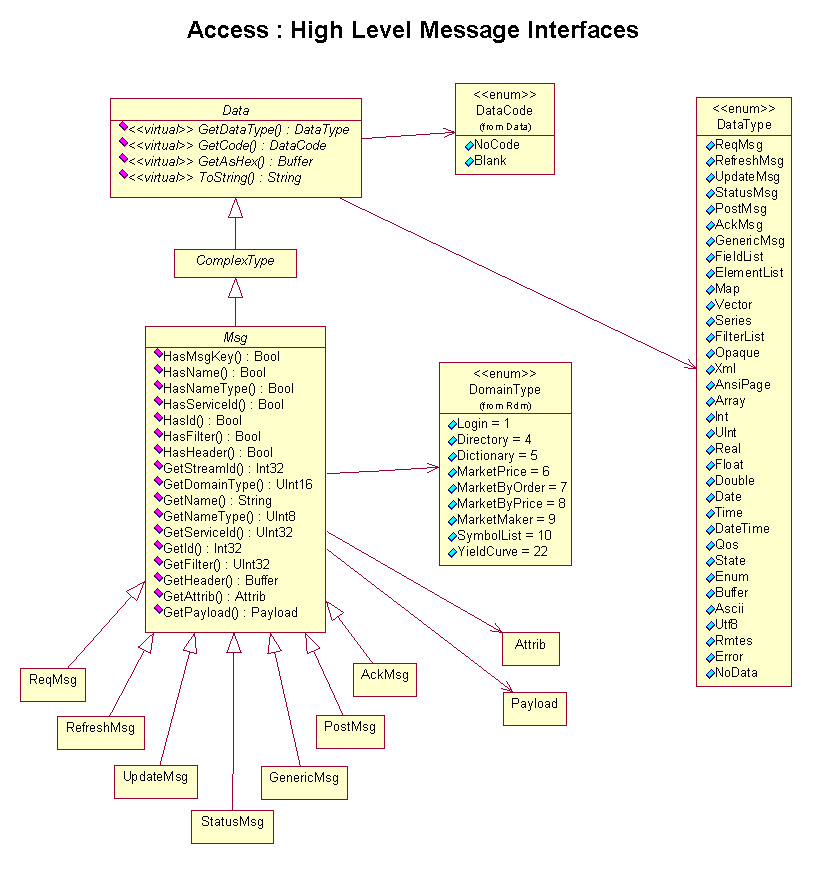 Access : High Level Message Interfaces
Data
<<virtual>> GetDataType() : DataType
<<virtual>> GetCode() : DataCode
<<virtual>> GetAsHex() : Buffer
<<virtual>> ToString() : String
<<enum>>
DataCode
(from Data)
NoCode
Blank
<<enum>>
DataType
ReqMsg
RefreshMsg
UpdateMsg
StatusMsg
PostMsg
AckMsg
GenericMsg
FieldList
ElementList
Map
Vector
Series
FilterList
Opaque
Xml
AnsiPage
Array
Int
UInt
Real
Float
Double
Date
Time
DateTime
Qos
State
Enum
Buffer
Ascii
Utf8
Rmtes
Error
NoData
ComplexType
Msg
HasMsgKey() : Bool
HasName() : Bool
HasNameType() : Bool
HasServiceId() : Bool
HasId() : Bool
HasFilter() : Bool
HasHeader() : Bool
GetStreamId() : Int32
GetDomainType() : UInt16
GetName() : String
GetNameType() : UInt8
GetServiceId() : UInt32
GetId() : Int32
GetFilter() : UInt32
GetHeader() : Buffer
GetAttrib() : Attrib
GetPayload() : Payload
<<enum>>
DomainType
(from Rdm)
Login = 1
Directory = 4
Dictionary = 5
MarketPrice = 6
MarketByOrder = 7
MarketByPrice = 8
MarketMaker = 9
SymbolList = 10
YieldCurve = 22
Attrib
Payload
ReqMsg
RefreshMsg
UpdateMsg
StatusMsg
GenericMsg
PostMsg
AckMsg